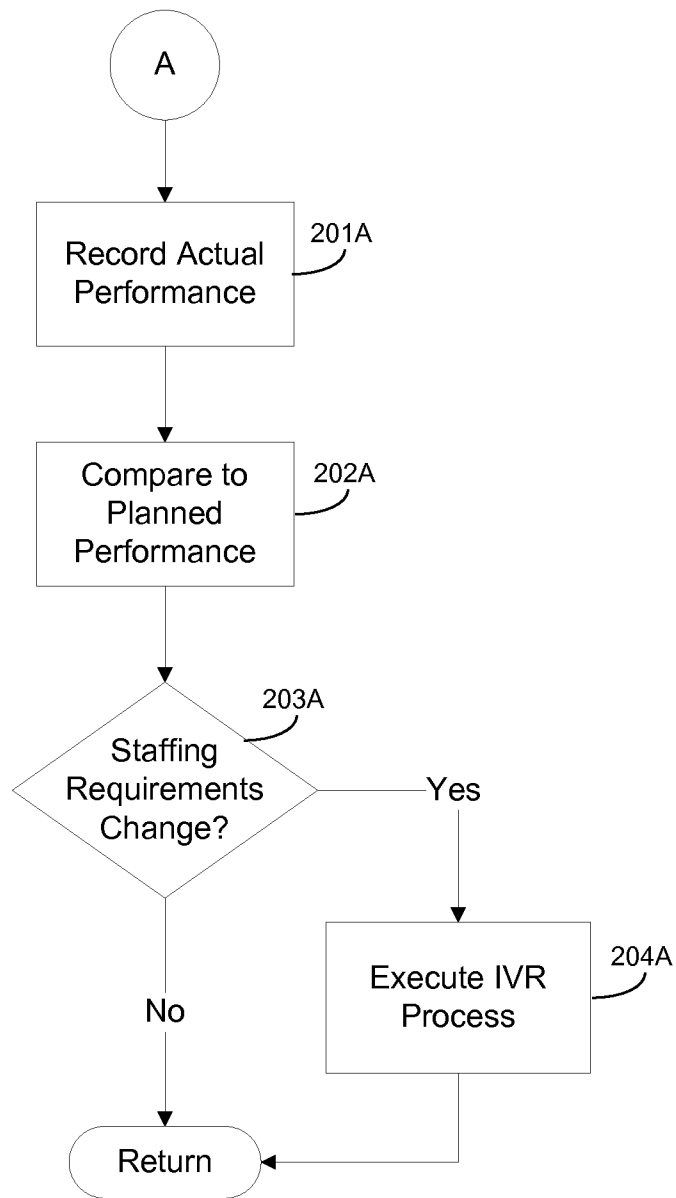 A
201A
Record Actual
Performance
202A
Compare to
Planned
Performance
203A
Staffing
Requirements
Change?
Yes
204A
Execute IVR
Process
No
Return